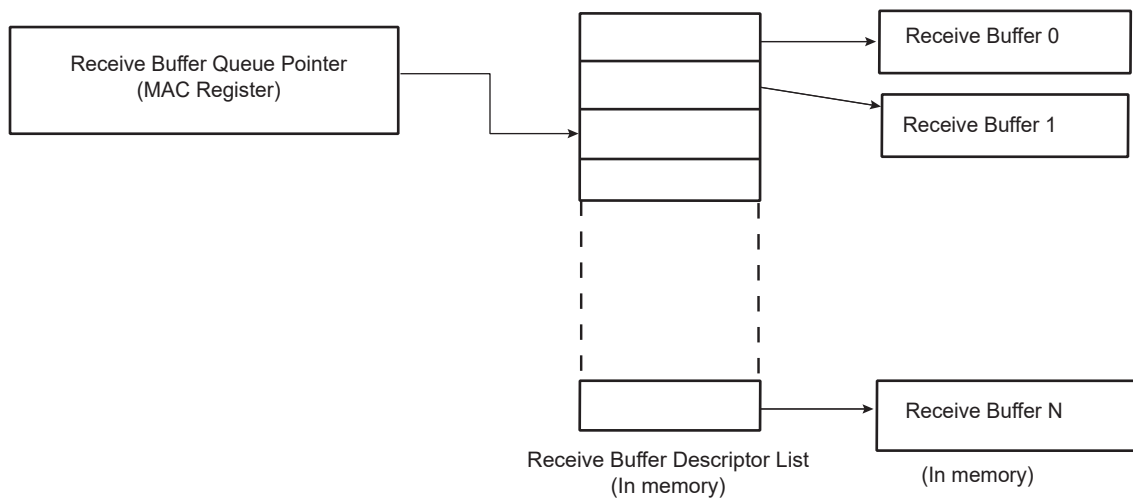 Receive Buffer Queue Pointer
(MAC Register)
Receive Buffer 0
Receive Buffer 1
Receive Buffer N
Receive Buffer Descriptor List
(In memory)
(In memory)